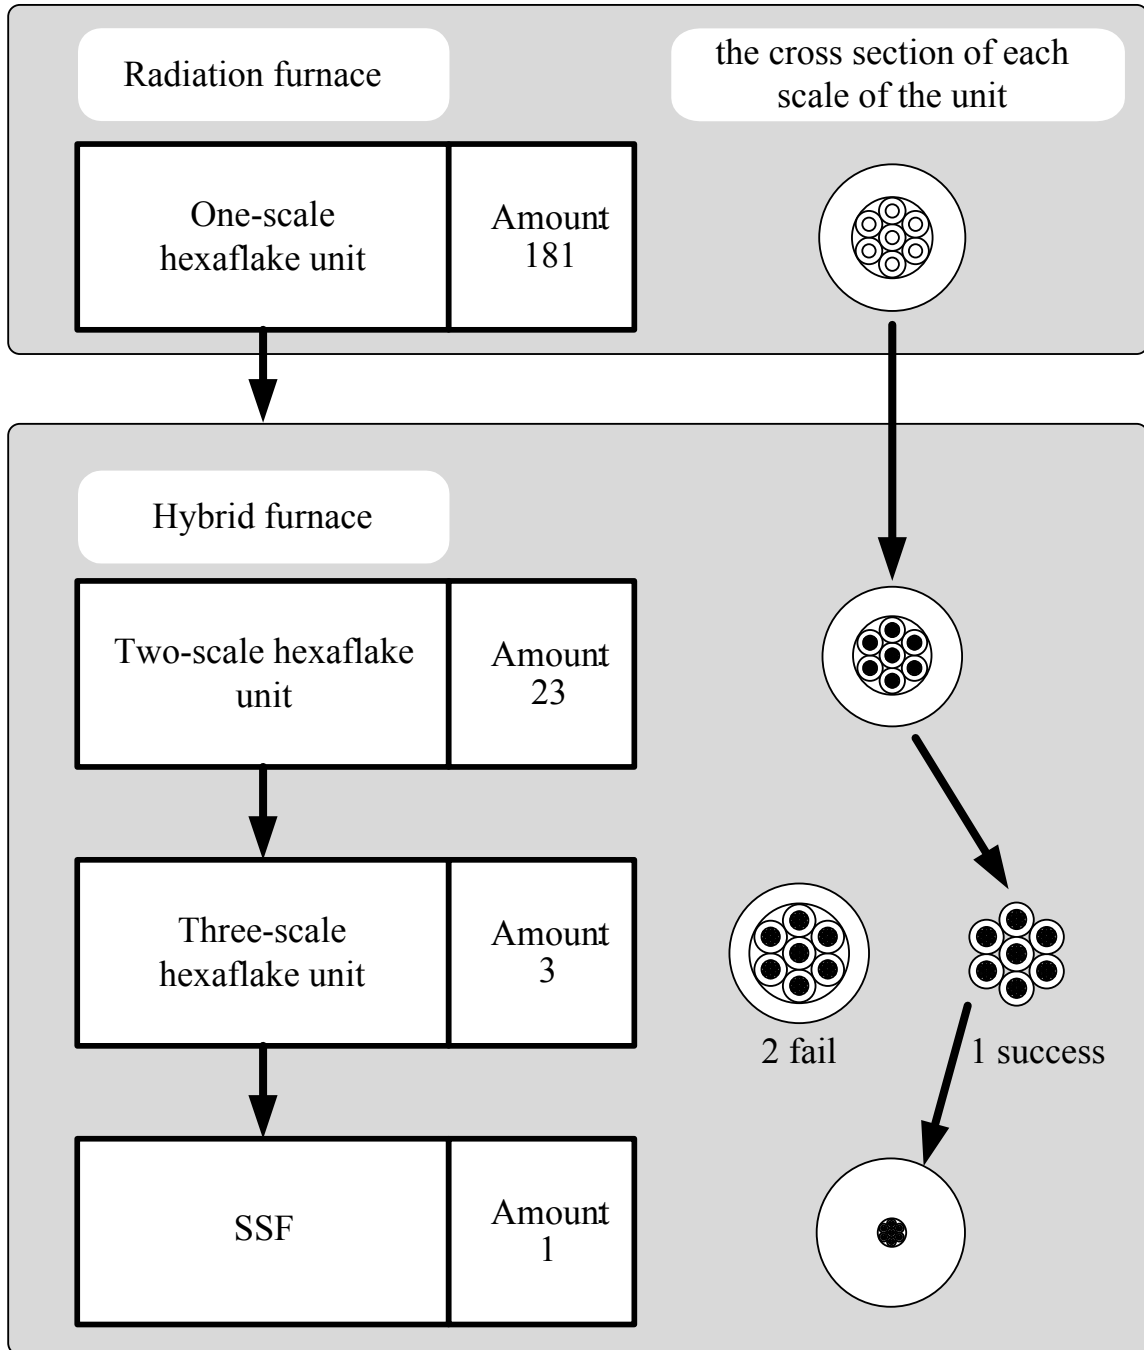 Radiation furnace
the cross section of each
scale of the unit
One-scale
hexaflake unit
Amount:
181
Hybrid furnace
Two-scale hexaflake
unit
Amount:
23
Three-scale
hexaflake unit
Amount:
3
2 fail
1 success
SSF
Amount:
1